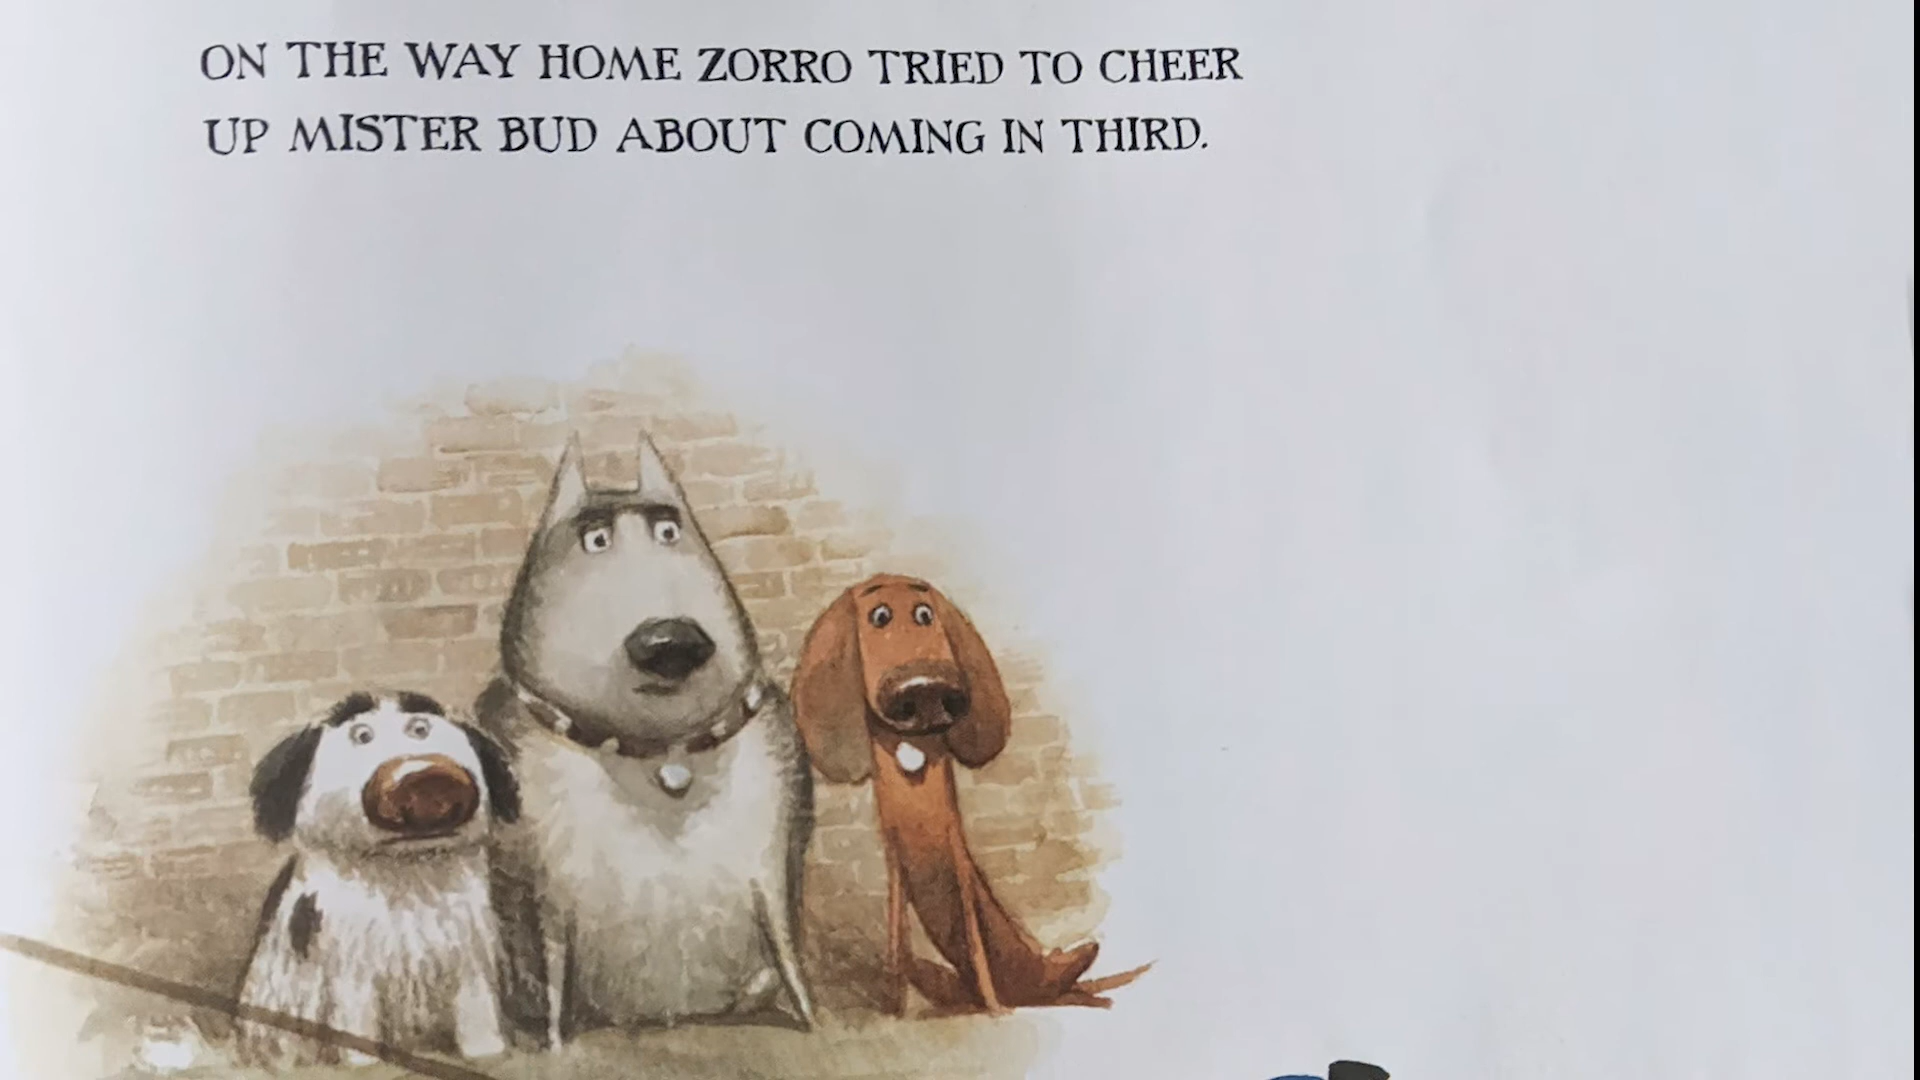 ON THE WAY HOME ZORRO TRIED TO CHEER
UP MISTER BUD ABOUT COMING IN THIRD.